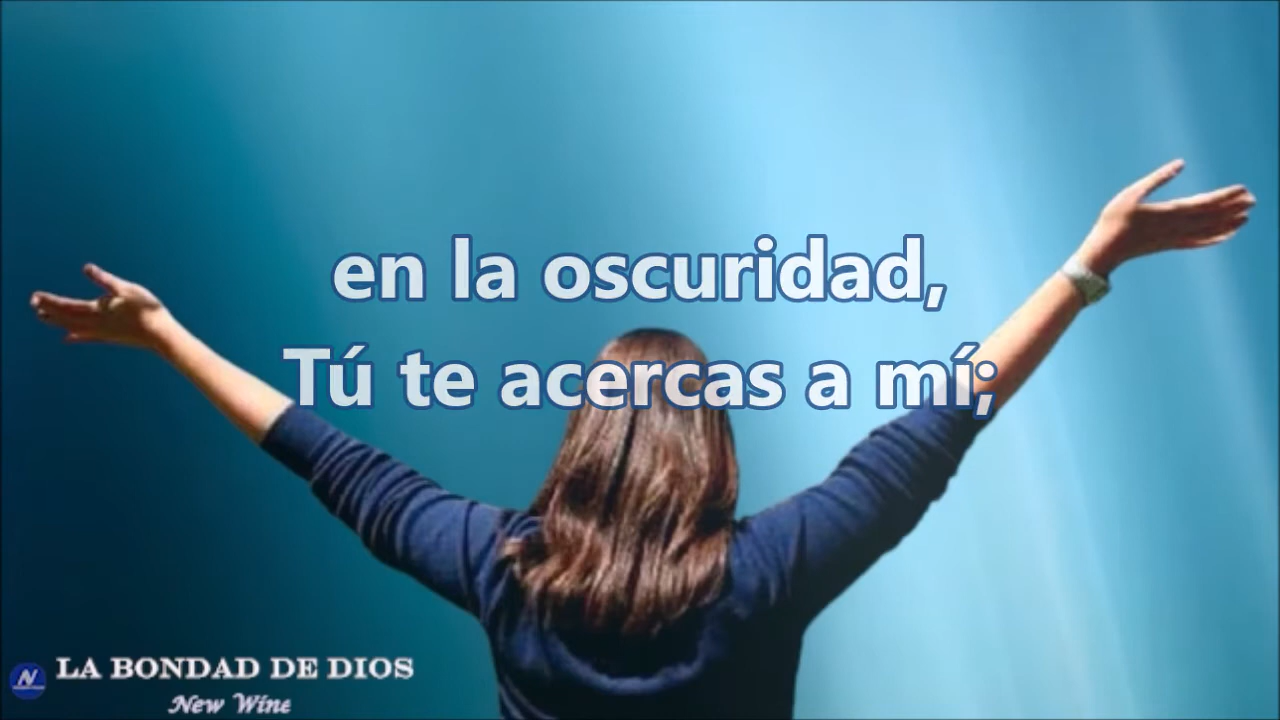 en la oscuridad,
Tú te acercas a mí;
N
LA BONDAD DE DIOS
New Wine